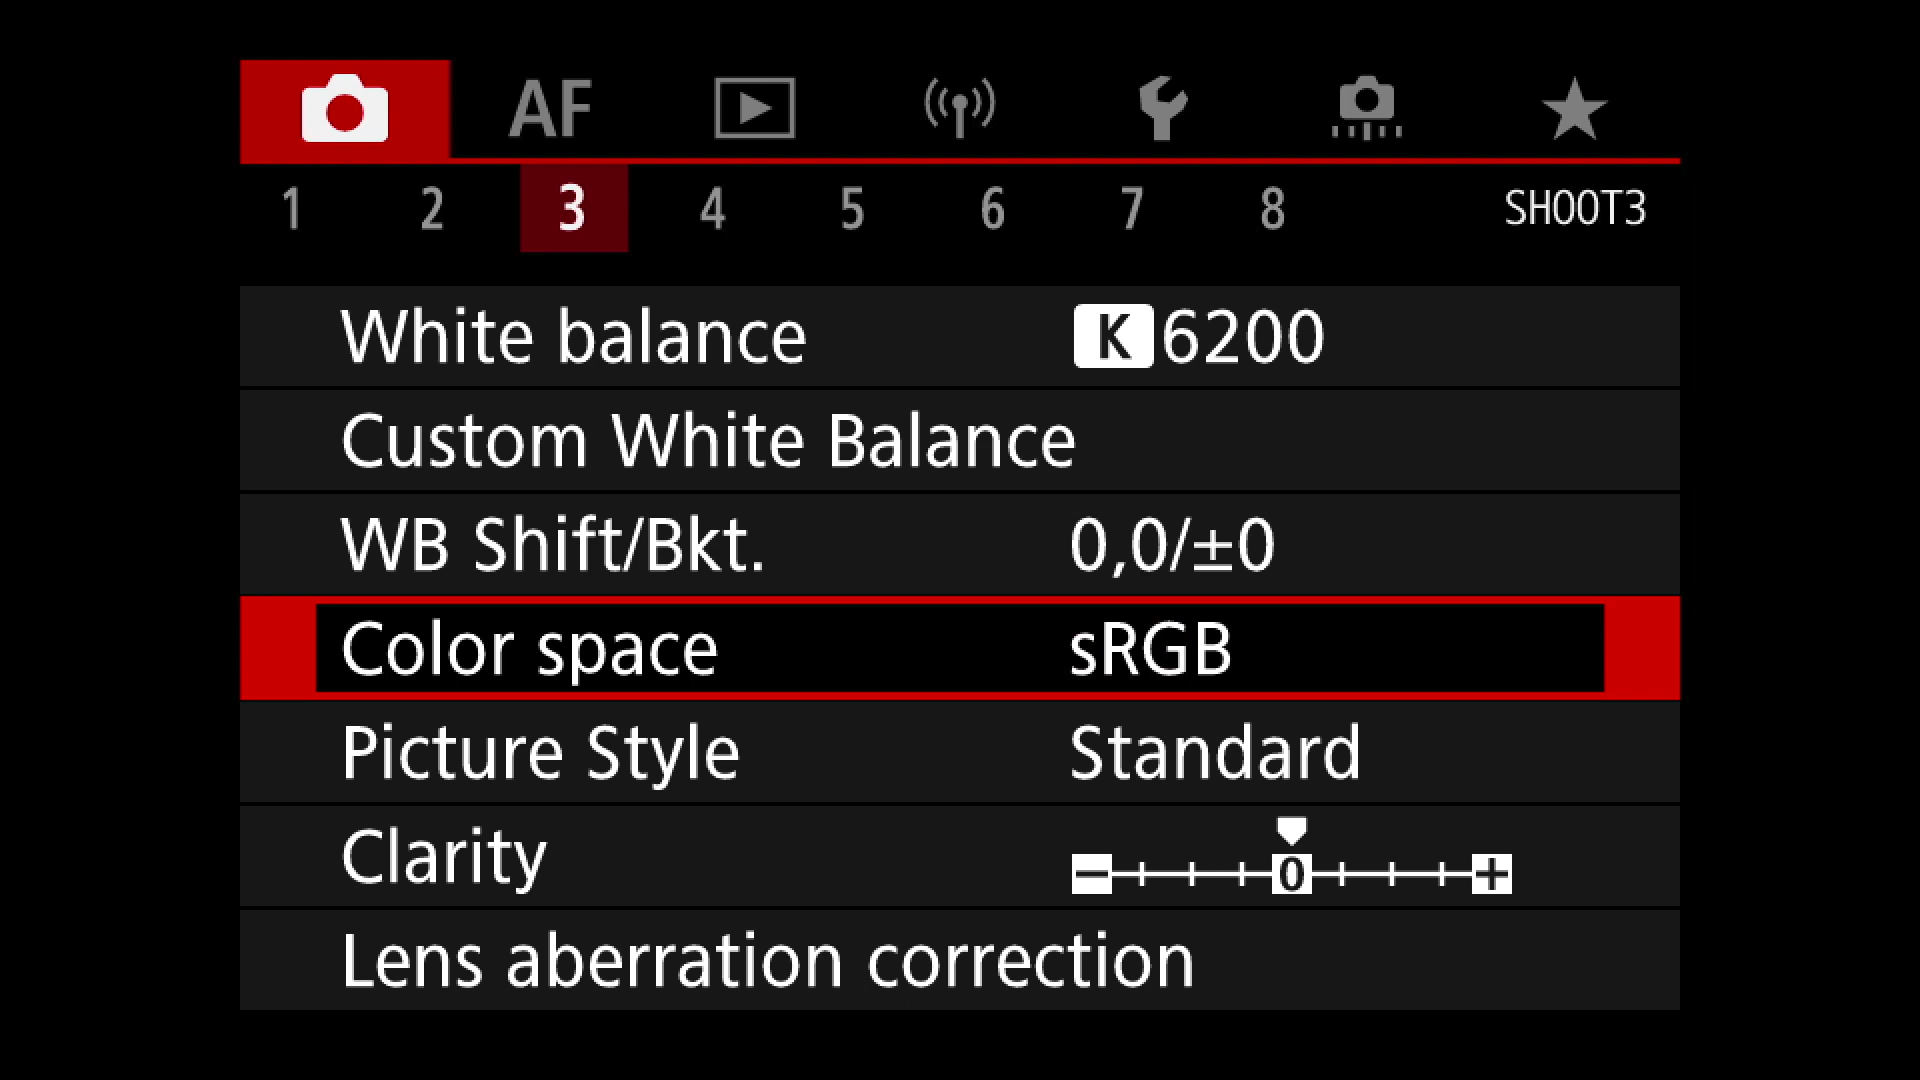 AF
1 2 3 4 5 6 7 8 SHOOT3
White balance K 6200
Custom White Balance
WB Shift/Bkt. 0,0/±0
Color space sRGB
Picture Style Standard
Clarity − 0 +
Lens aberration correction